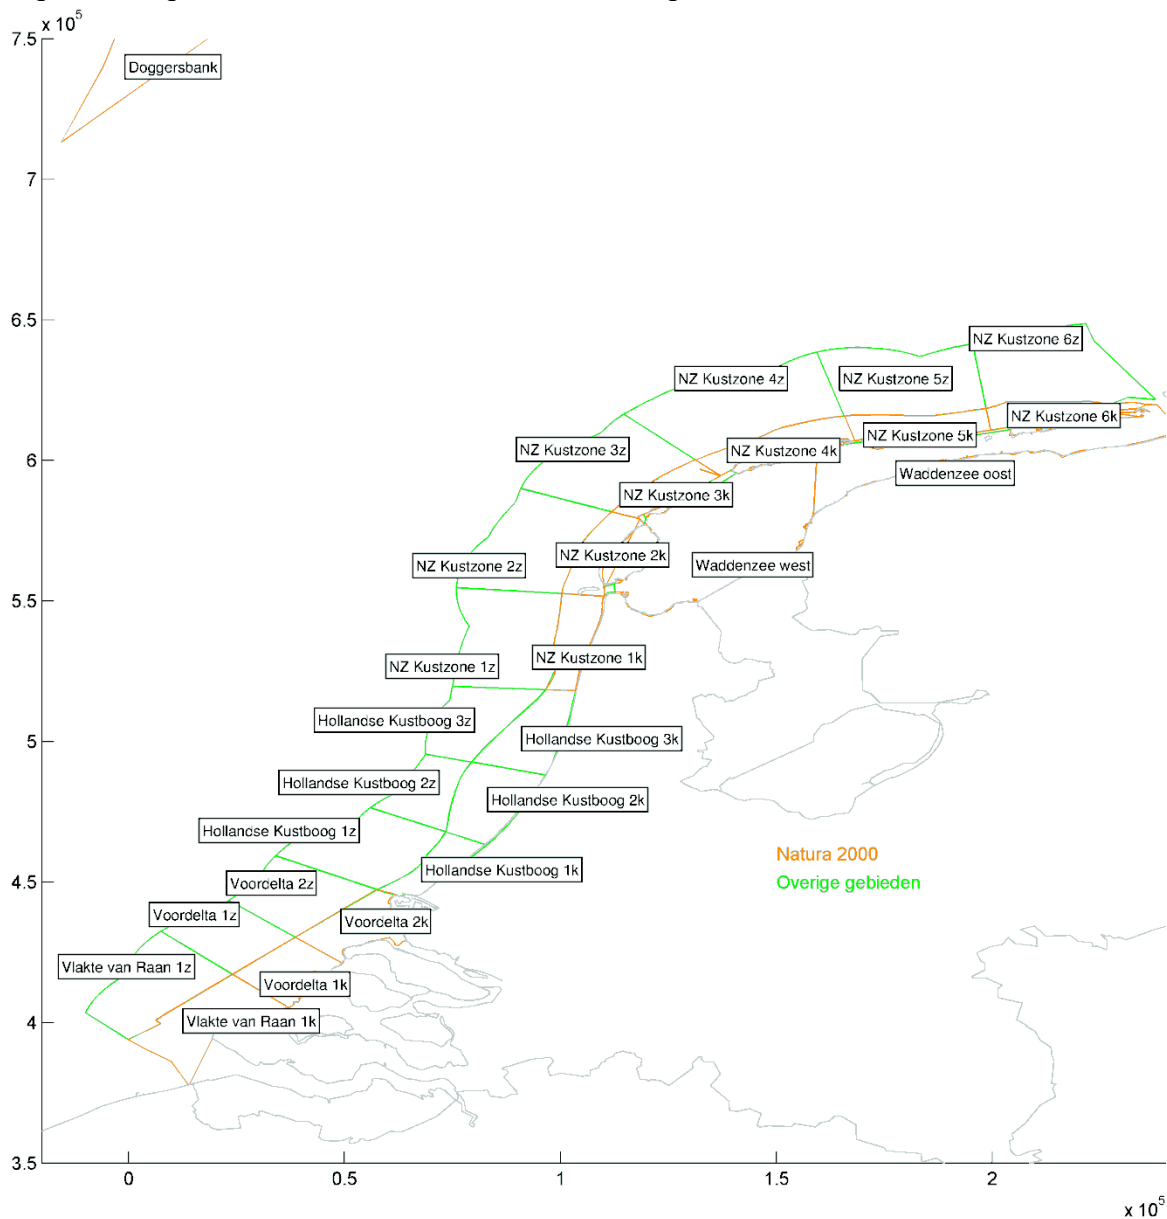 x 10⁵
7.5
Doggersbank
7
6.5
NZ Kustzone 6z
NZ Kustzone 4z
NZ Kustzone 5z
NZ Kustzone 6k
NZ Kustzone 5k
NZ Kustzone 3z
NZ Kustzone 4k
6
Waddenzee oost
NZ Kustzone 3k
NZ Kustzone 2k
NZ Kustzone 2z
Waddenzee west
5.5
NZ Kustzone 1k
NZ Kustzone 1z
Hollandse Kustboog 3z
Hollandse Kustboog 3k
5
Hollandse Kustboog 2z
Hollandse Kustboog 2k
Hollandse Kustboog 1z
Natura 2000
Hollandse Kustboog 1k
Overige gebieden
4.5
Voordelta 2z
Voordelta 1z
Voordelta 2k
Vlakte van Raan 1z
Voordelta 1k
Vlakte van Raan 1k
4
3.5
0
0.5
1
1.5
2
x 10⁵